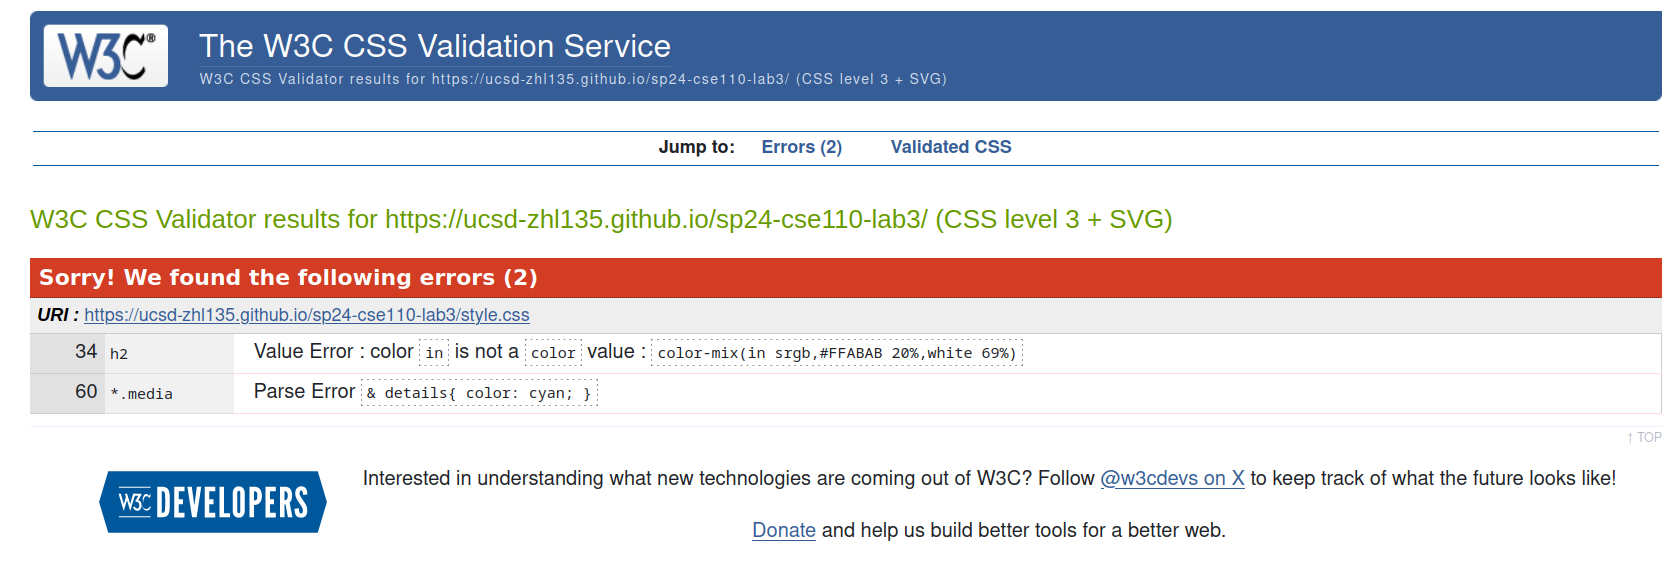 W3C®
The W3C CSS Validation Service
W3C CSS Validator results for https://ucsd-zhl135.github.io/sp24-cse110-lab3/ (CSS level 3 + SVG)
Jump to: Errors (2) Validated CSS
W3C CSS Validator results for https://ucsd-zhl135.github.io/sp24-cse110-lab3/ (CSS level 3 + SVG)
Sorry! We found the following errors (2)
URI : https://ucsd-zhl135.github.io/sp24-cse110-lab3/style.css
34 h2 Value Error : color in is not a color value : color-mix(in srgb,#FFABAB 20%,white 69%)
60 *.media Parse Error & details{ color: cyan; }
↑ TOP
W3C DEVELOPERS
Interested in understanding what new technologies are coming out of W3C? Follow @w3cdevs on X to keep track of what the future looks like!
Donate and help us build better tools for a better web.